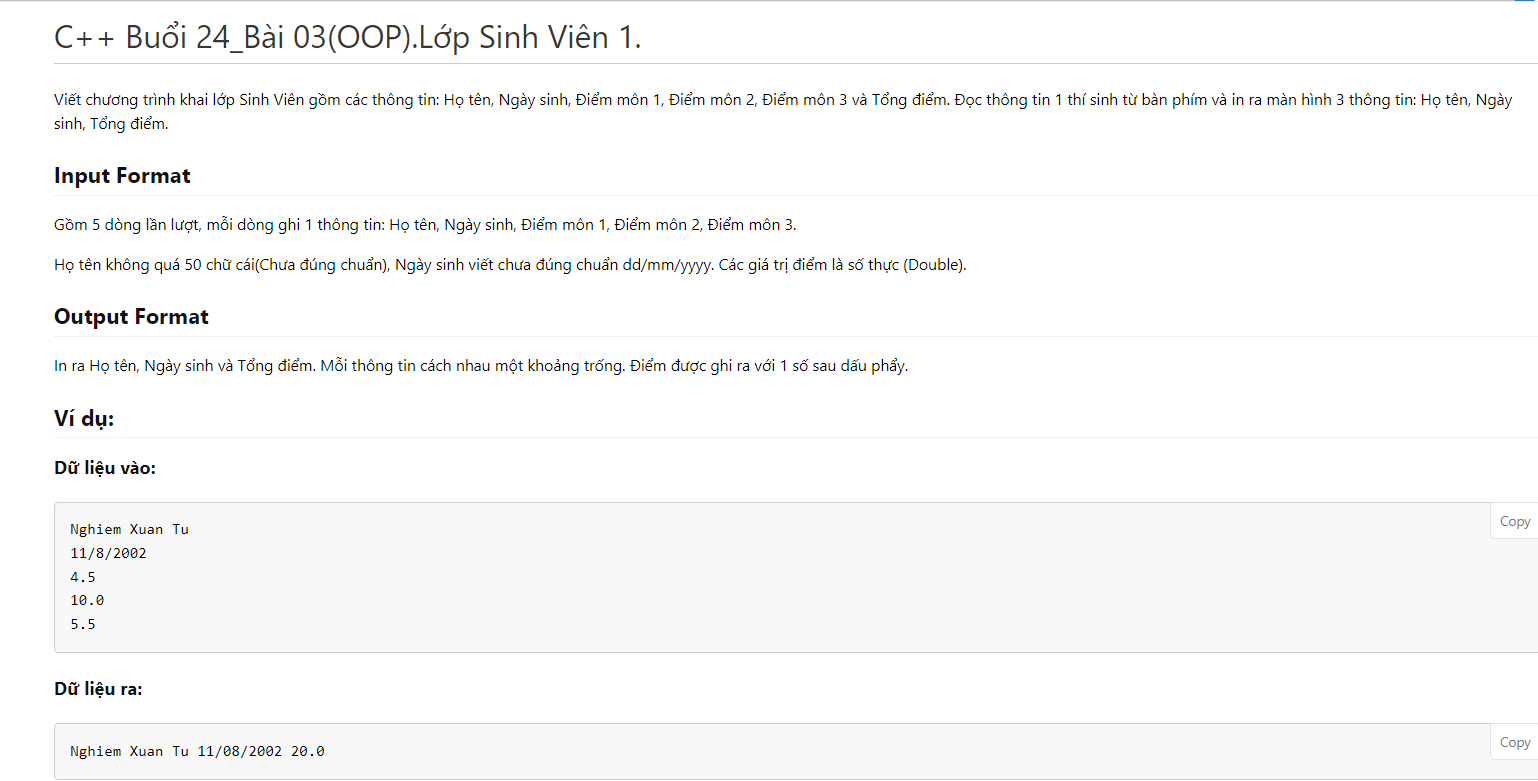 C++ Buổi 24_Bài 03(OOP).Lớp Sinh Viên 1.
Viết chương trình khai lớp Sinh Viên gồm các thông tin: Họ tên, Ngày sinh, Điểm môn 1, Điểm môn 2, Điểm môn 3 và Tổng điểm. Đọc thông tin 1 thí sinh từ bàn phím và in ra màn hình 3 thông tin: Họ tên, Ngày
sinh, Tổng điểm.
Input Format
Gồm 5 dòng lần lượt, mỗi dòng ghi 1 thông tin: Họ tên, Ngày sinh, Điểm môn 1, Điểm môn 2, Điểm môn 3.
Họ tên không quá 50 chữ cái(Chưa đúng chuẩn), Ngày sinh viết chưa đúng chuẩn dd/mm/yyyy. Các giá trị điểm là số thực (Double).
Output Format
In ra Họ tên, Ngày sinh và Tổng điểm. Mỗi thông tin cách nhau một khoảng trống. Điểm được ghi ra với 1 số sau dấu phẩy.
Ví dụ:
Dữ liệu vào:
Copy
Nghiem Xuan Tu
11/8/2002
4.5
10.0
5.5
Dữ liệu ra:
Copy
Nghiem Xuan Tu 11/08/2002 20.0